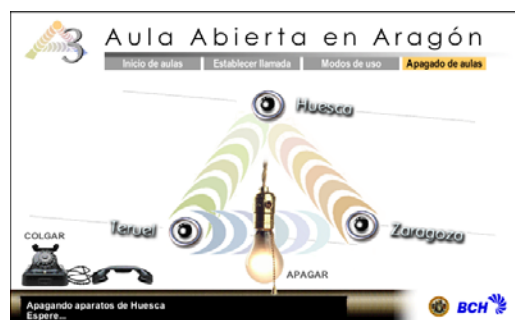 A3
Aula Abierta en Aragón
Inicio de aulas
Establecer llamada
Modos de uso
Apagado de aulas
Huesca
Teruel
Zaragoza
COLGAR
APAGAR
Apagando aparatos de Huesca
Espere...
BCH